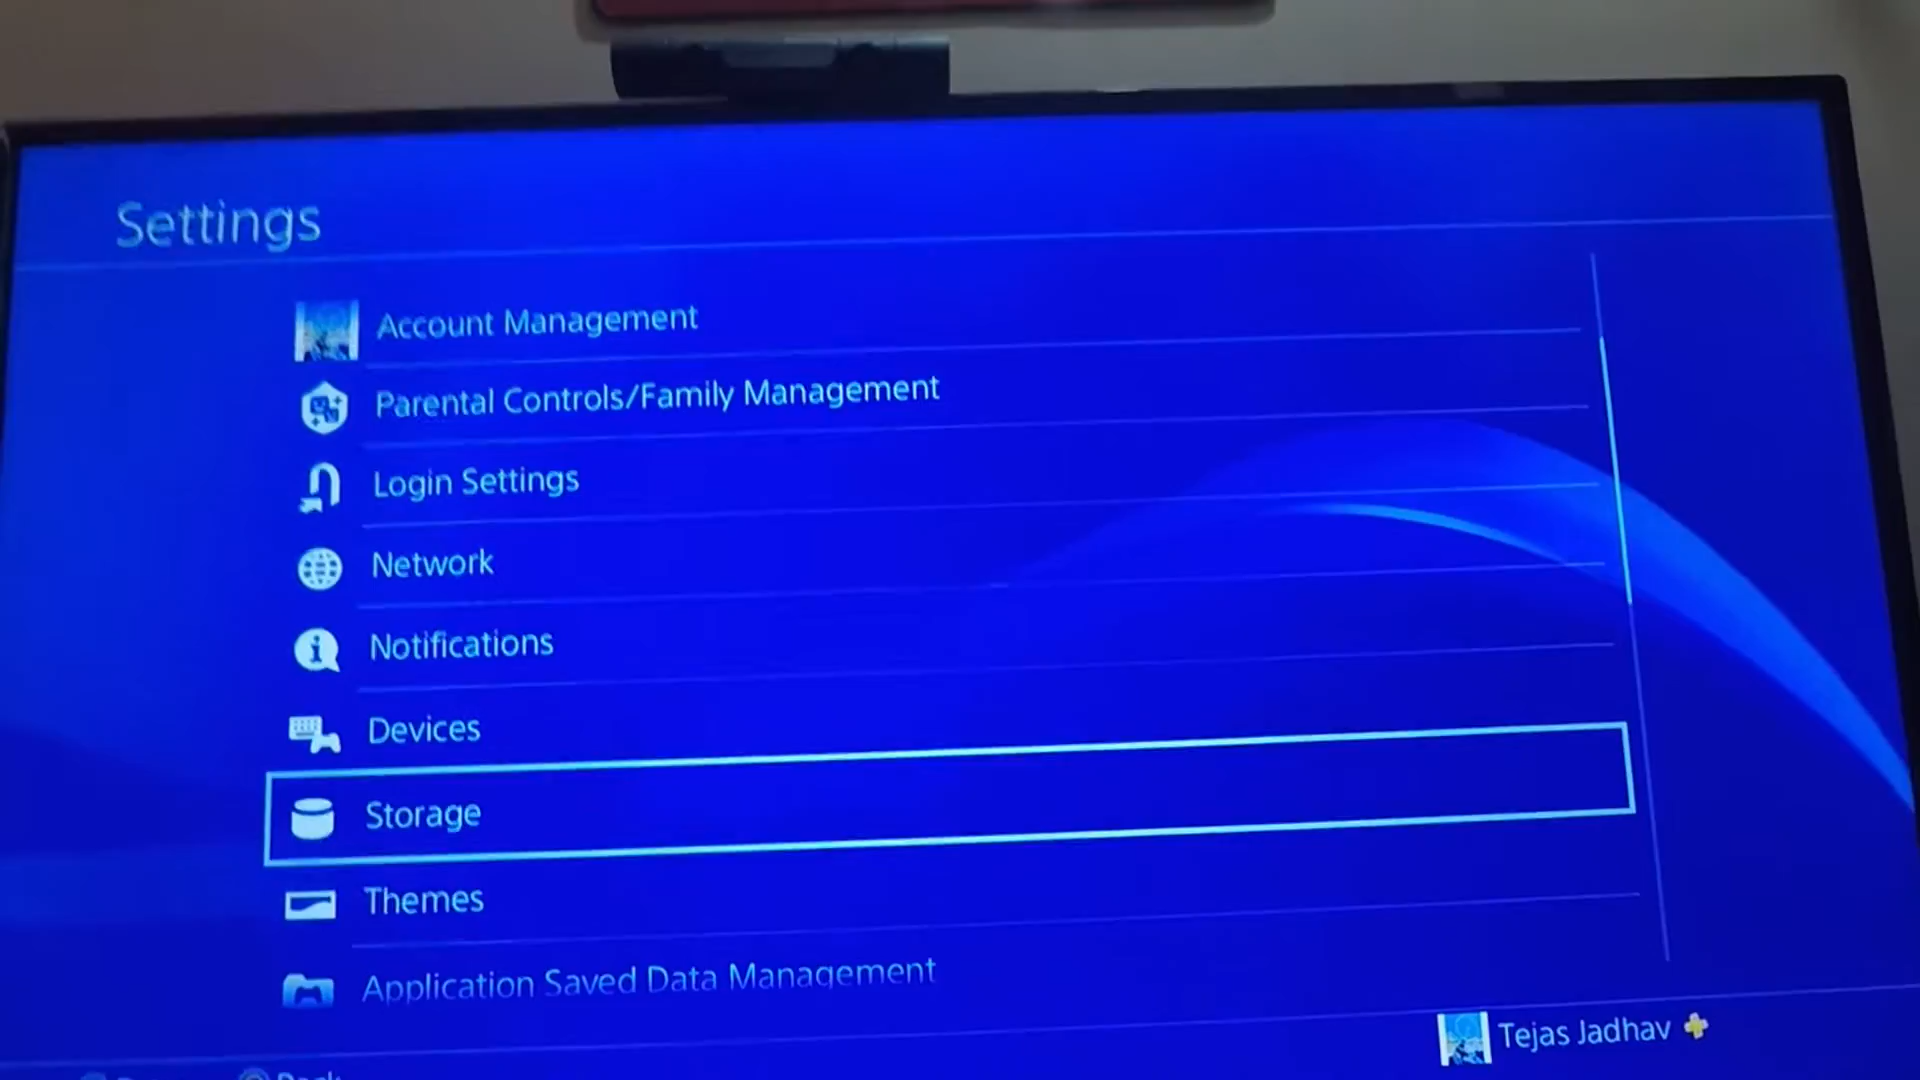 Settings
Account Management
Parental Controls/Family Management
Login Settings
Network
Notifications
Devices
Storage
Themes
Application Saved Data Management
Tejas Jadhav
Back